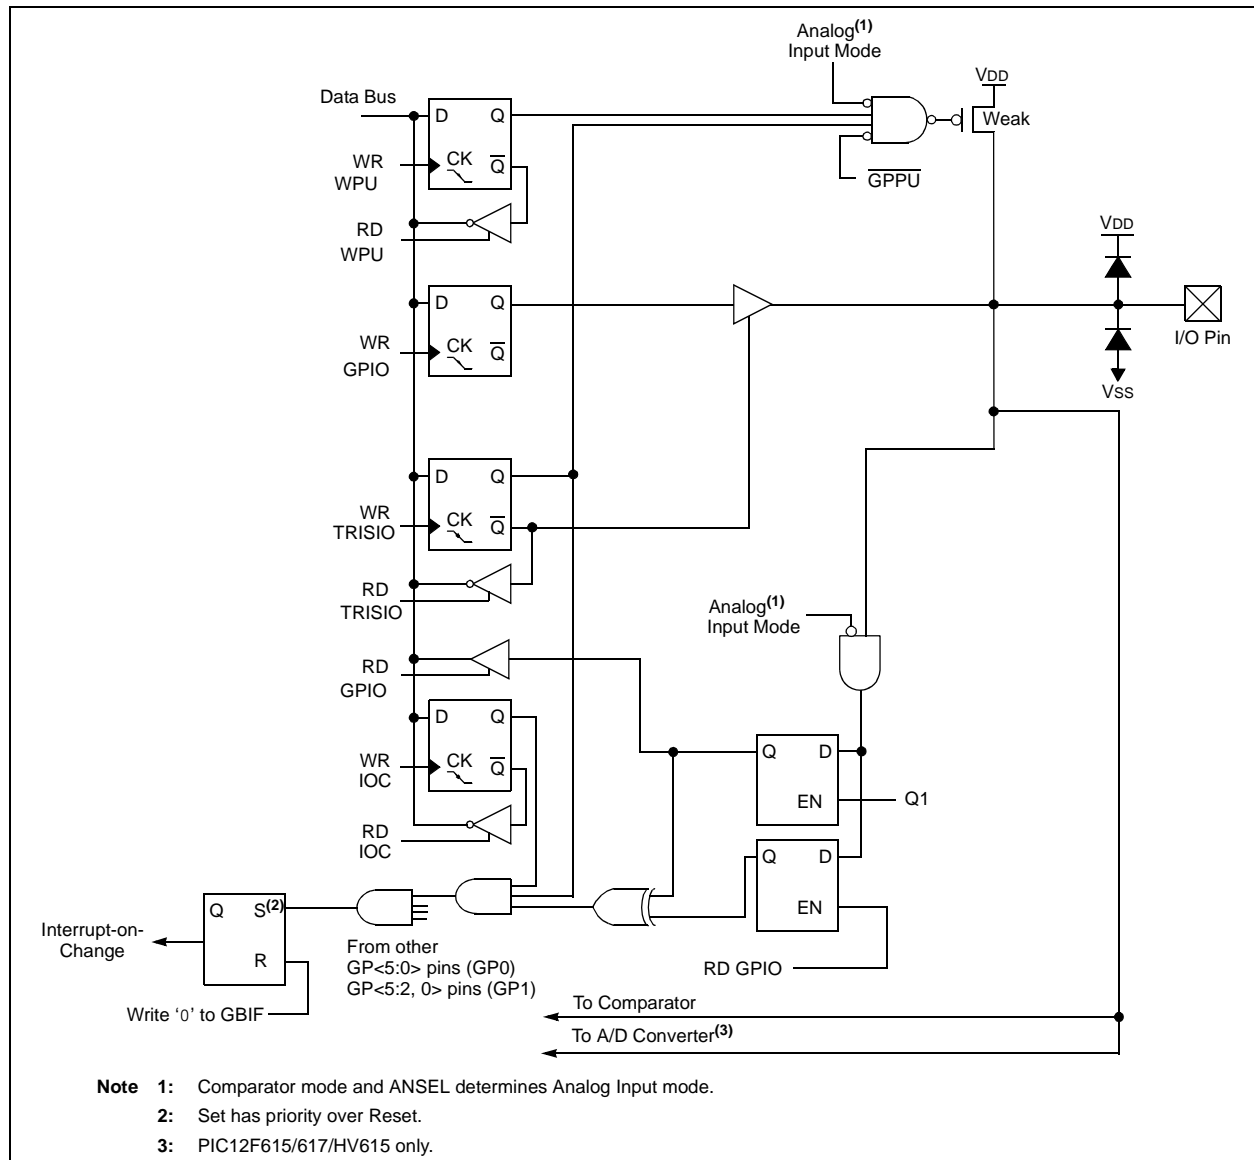 Analog(1)
Input Mode
VDD
Data Bus
D Q
Weak
WR
WPU
CK Q
GPPU
RD
WPU
VDD
D Q
WR
GPIO
CK Q
I/O Pin
VSS
D Q
WR
TRISIO
CK Q
RD
TRISIO
Analog(1)
Input Mode
RD
GPIO
D Q
WR
IOC
CK Q
Q D
EN
Q1
RD
IOC
Q D
EN
Q S(2)
R
Interrupt-on-
Change
From other
GP<5:0> pins (GP0)
GP<5:2, 0> pins (GP1)
RD GPIO
Write ‘0’ to GBIF
To Comparator
To A/D Converter(3)
Note 1: Comparator mode and ANSEL determines Analog Input mode.
2: Set has priority over Reset.
3: PIC12F615/617/HV615 only.